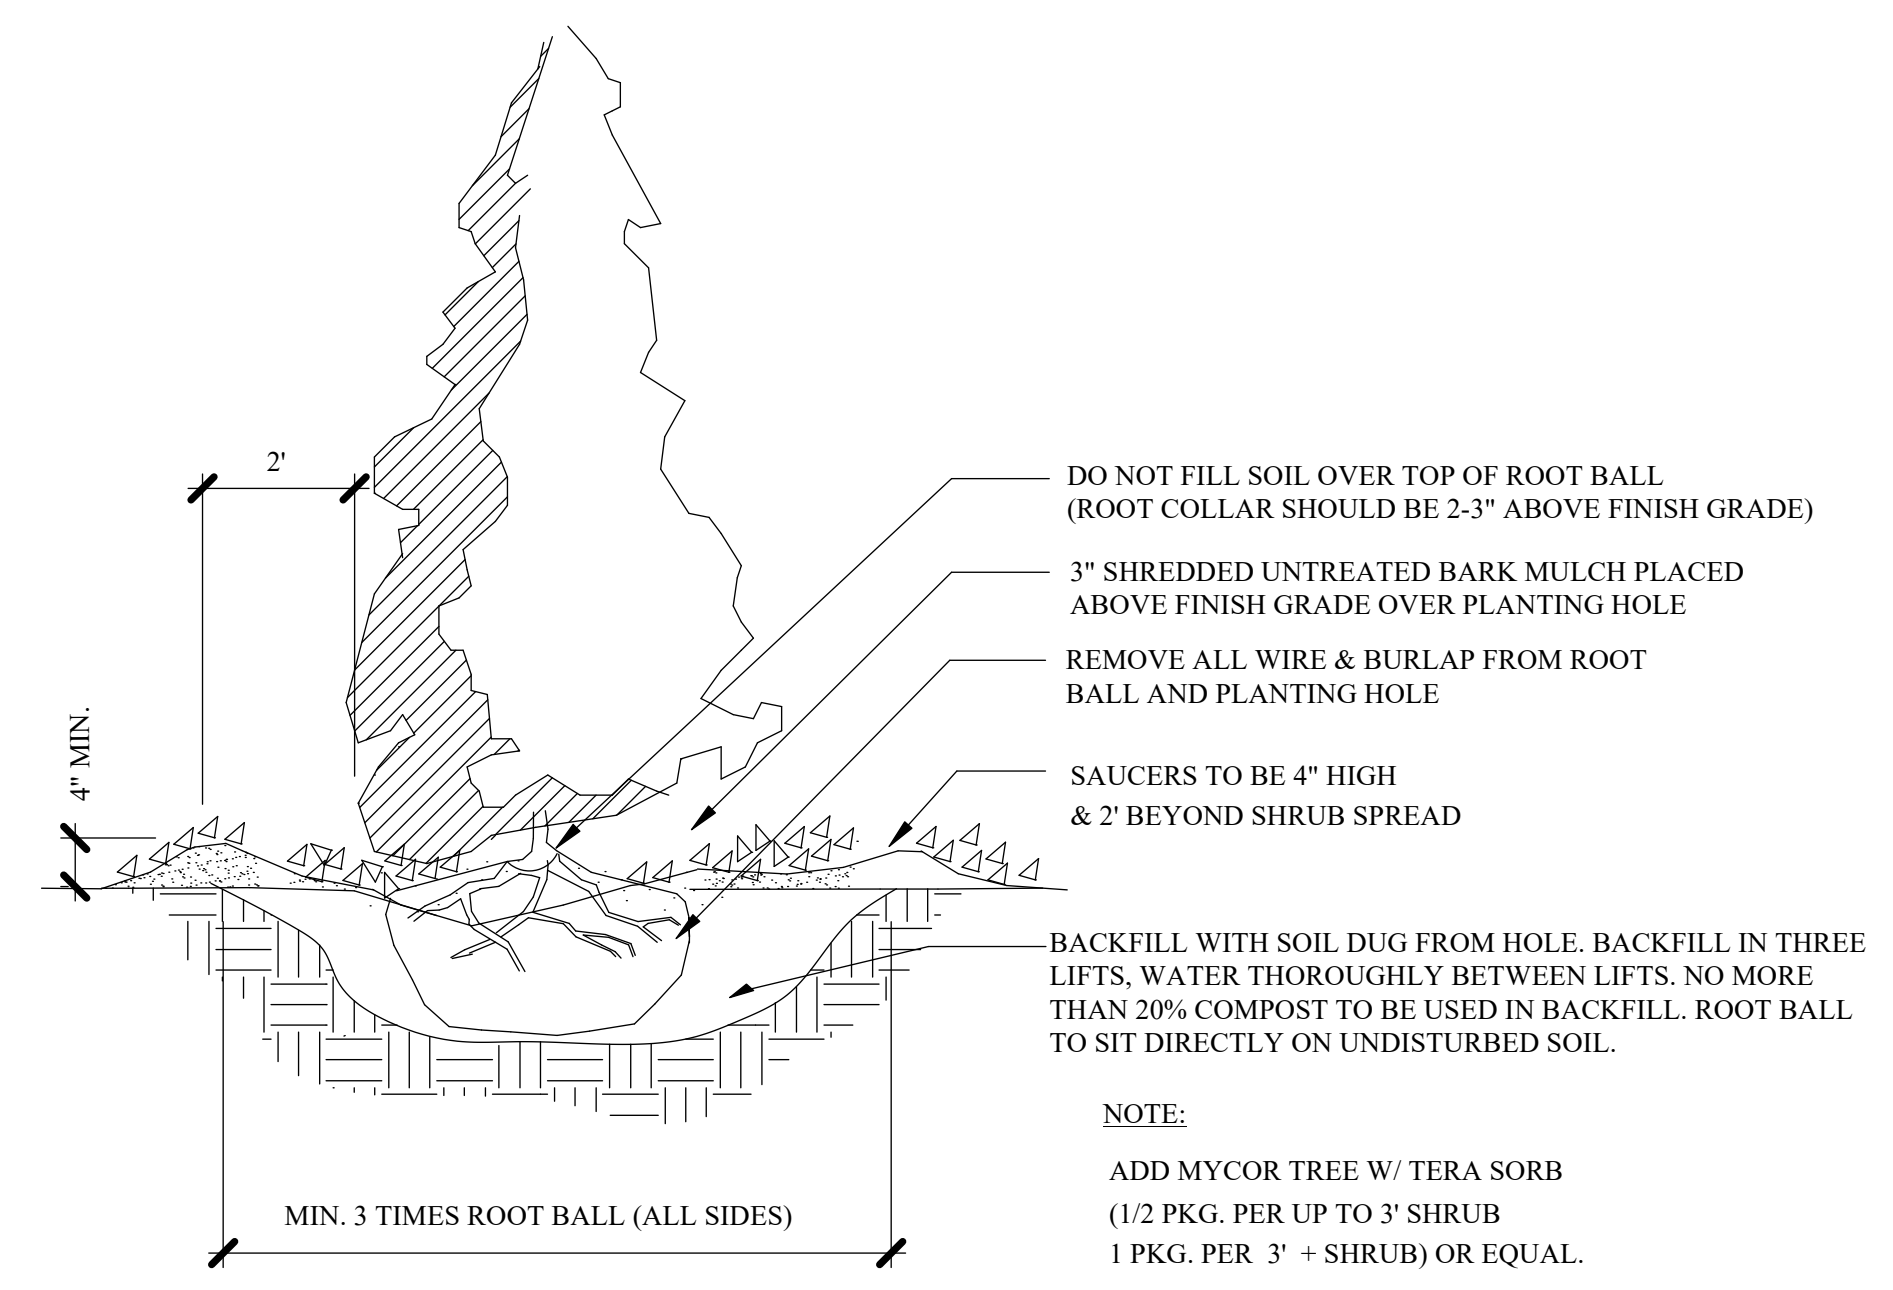 2'
4" MIN.
DO NOT FILL SOIL OVER TOP OF ROOT BALL
(ROOT COLLAR SHOULD BE 2-3" ABOVE FINISH GRADE)
3" SHREDDED UNTREATED BARK MULCH PLACED
ABOVE FINISH GRADE OVER PLANTING HOLE
REMOVE ALL WIRE & BURLAP FROM ROOT
BALL AND PLANTING HOLE
SAUCERS TO BE 4" HIGH
& 2' BEYOND SHRUB SPREAD
BACKFILL WITH SOIL DUG FROM HOLE. BACKFILL IN THREE
LIFTS, WATER THOROUGHLY BETWEEN LIFTS. NO MORE
THAN 20% COMPOST TO BE USED IN BACKFILL. ROOT BALL
TO SIT DIRECTLY ON UNDISTURBED SOIL.
NOTE:
ADD MYCOR TREE W/ TERA SORB
(1/2 PKG. PER UP TO 3' SHRUB
1 PKG. PER 3' + SHRUB) OR EQUAL.
MIN. 3 TIMES ROOT BALL (ALL SIDES)